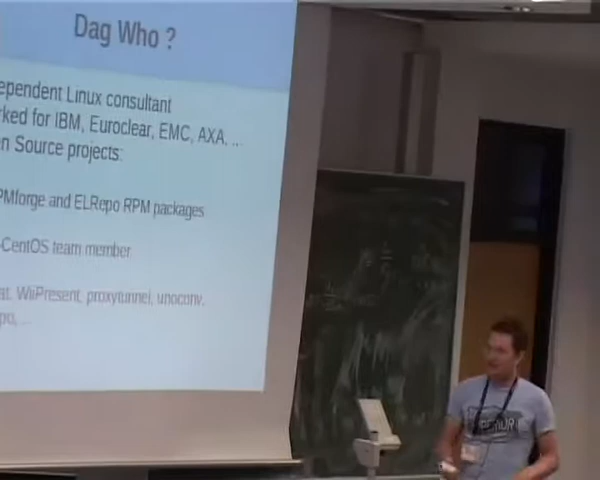 Dag Who ?
ependent Linux consultant
rked for IBM, Euroclear, EMC, AXA, ...
n Source projects:
PMforge and ELRepo RPM packages
-CentOS team member
at, WiiPresent, proxytunnel, unoconv,
po, ...